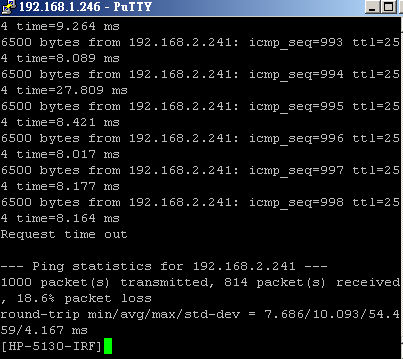 192.168.1.246 - PuTTY
4 time=9.264 ms
6500 bytes from 192.168.2.241: icmp_seq=993 ttl=25
4 time=8.089 ms
6500 bytes from 192.168.2.241: icmp_seq=994 ttl=25
4 time=27.809 ms
6500 bytes from 192.168.2.241: icmp_seq=995 ttl=25
4 time=8.421 ms
6500 bytes from 192.168.2.241: icmp_seq=996 ttl=25
4 time=8.017 ms
6500 bytes from 192.168.2.241: icmp_seq=997 ttl=25
4 time=8.177 ms
6500 bytes from 192.168.2.241: icmp_seq=998 ttl=25
4 time=8.164 ms
Request time out

--- Ping statistics for 192.168.2.241 ---
1000 packet(s) transmitted, 814 packet(s) received
, 18.6% packet loss
round-trip min/avg/max/std-dev = 7.686/10.093/54.4
59/4.167 ms
[HP-5130-IRF]